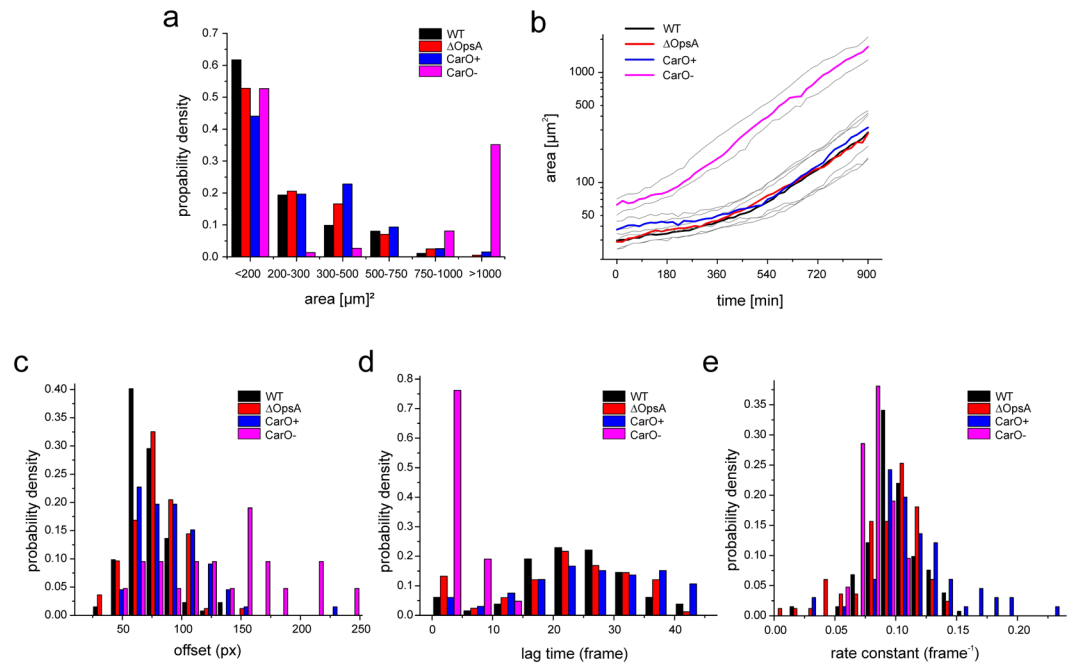 a
propability density
0.7
0.6
0.5
0.4
0.3
0.2
0.1
0.0
<200 200-300 300-500 500-750 750-1000 >1000
area [µm]²
WT
ΔOpsA
CarO+
CarO-
b
area [µm²]
1000
500
100
50
0 180 360 540 720 900
time [min]
WT
ΔOpsA
CarO+
CarO-
c
probability density
0.40
0.35
0.30
0.25
0.20
0.15
0.10
0.05
0.00
50 100 150 200 250
offset (px)
WT
ΔOpsA
CarO+
CarO-
d
probability density
0.8
0.7
0.6
0.5
0.4
0.3
0.2
0.1
0.0
0 10 20 30 40
lag time (frame)
WT
ΔOpsA
CarO+
CarO-
e
probability density
0.35
0.30
0.25
0.20
0.15
0.10
0.05
0.00
0.00 0.05 0.10 0.15 0.20
rate constant (frame⁻¹)
WT
ΔOpsA
CarO+
CarO-